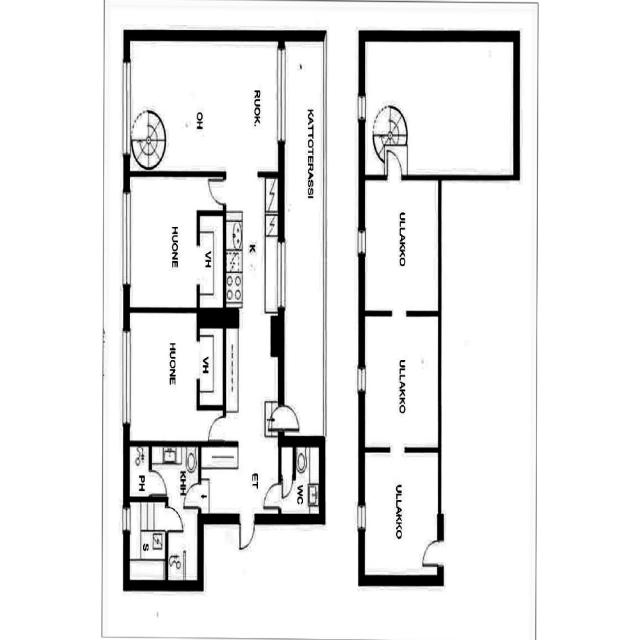 RUOK.
OH
KATTOTERASSI
HUONE
VH
K
HUONE
VH
ET
WC
KHH
PH
S
ULLAKKO
ULLAKKO
ULLAKKO